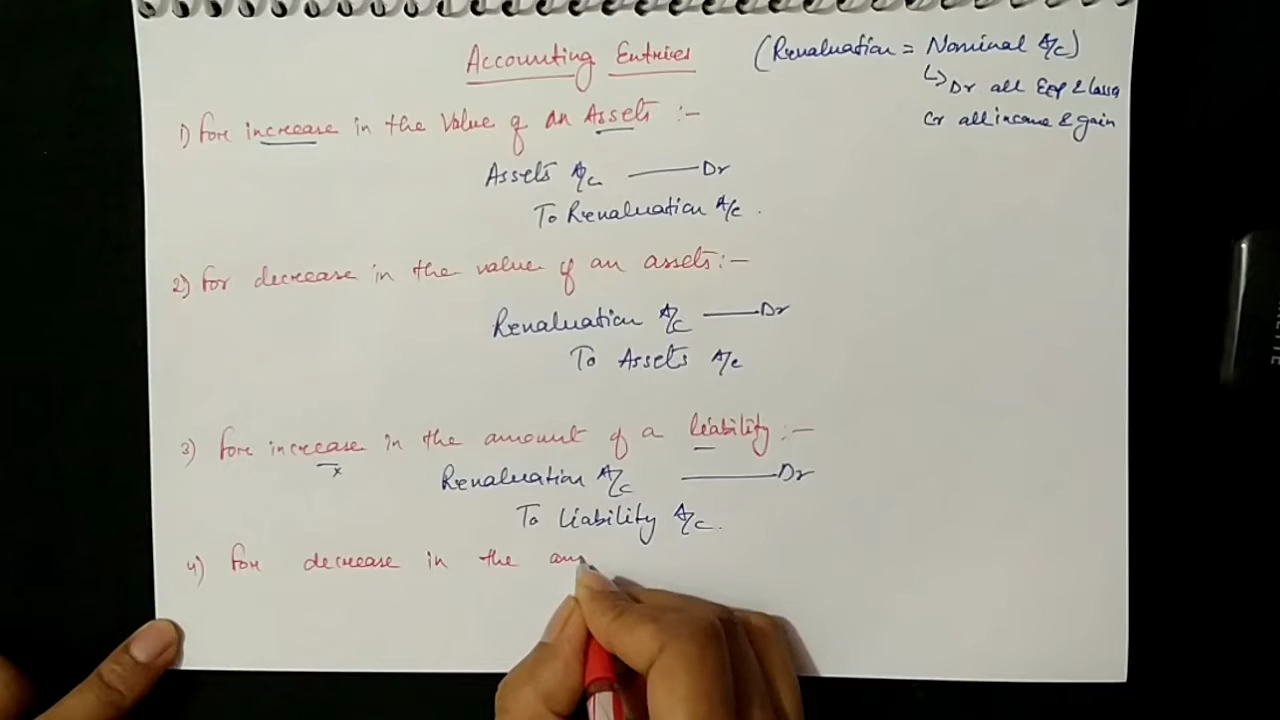 Accounting Entries
(Revaluation = Nominal A/c)
↳ Dr all Exp & losses
Cr all income & gain
1) For increase in the value of an Assets :-
Assets A/c —— Dr
To Revaluation A/c.
2) For decrease in the value of an assets :-
Revaluation A/c —— Dr
To Assets A/c
3) For increase in the amount of a liability :-
Revaluation A/c —— Dr
To Liability A/c.
4) For decrease in the